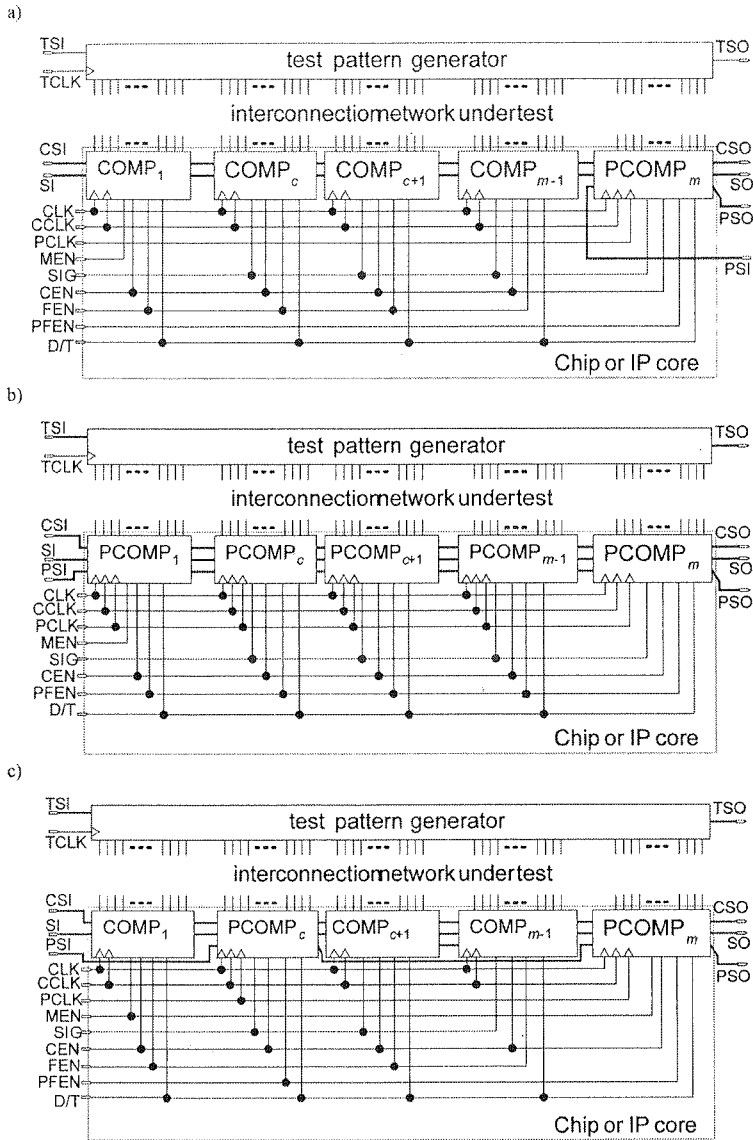 a)
TSI
test pattern generator
TSO
TCLK
interconnectionnetwork undertest
CSI
COMP1
COMPc
COMPc+1
COMPm-1
PCOMPm
CSO
SI
SO
CLK
PSO
CCLK
PCLK
MEN
PSI
SIG
CEN
FEN
PFEN
D/T
Chip or IP core
b)
TSI
test pattern generator
TSO
TCLK
interconnectionnetwork undertest
CSI
PCOMP1
PCOMPc
PCOMPc+1
PCOMPm-1
PCOMPm
CSO
SI
SO
PSI
PSO
CLK
CCLK
PCLK
MEN
SIG
CEN
PFEN
D/T
Chip or IP core
c)
TSI
test pattern generator
TSO
TCLK
interconnectionnetwork undertest
CSI
COMP1
PCOMPc
COMPc+1
COMPm-1
PCOMPm
CSO
SI
SO
PSI
PSO
CLK
CCLK
PCLK
MEN
SIG
CEN
FEN
PFEN
D/T
Chip or IP core